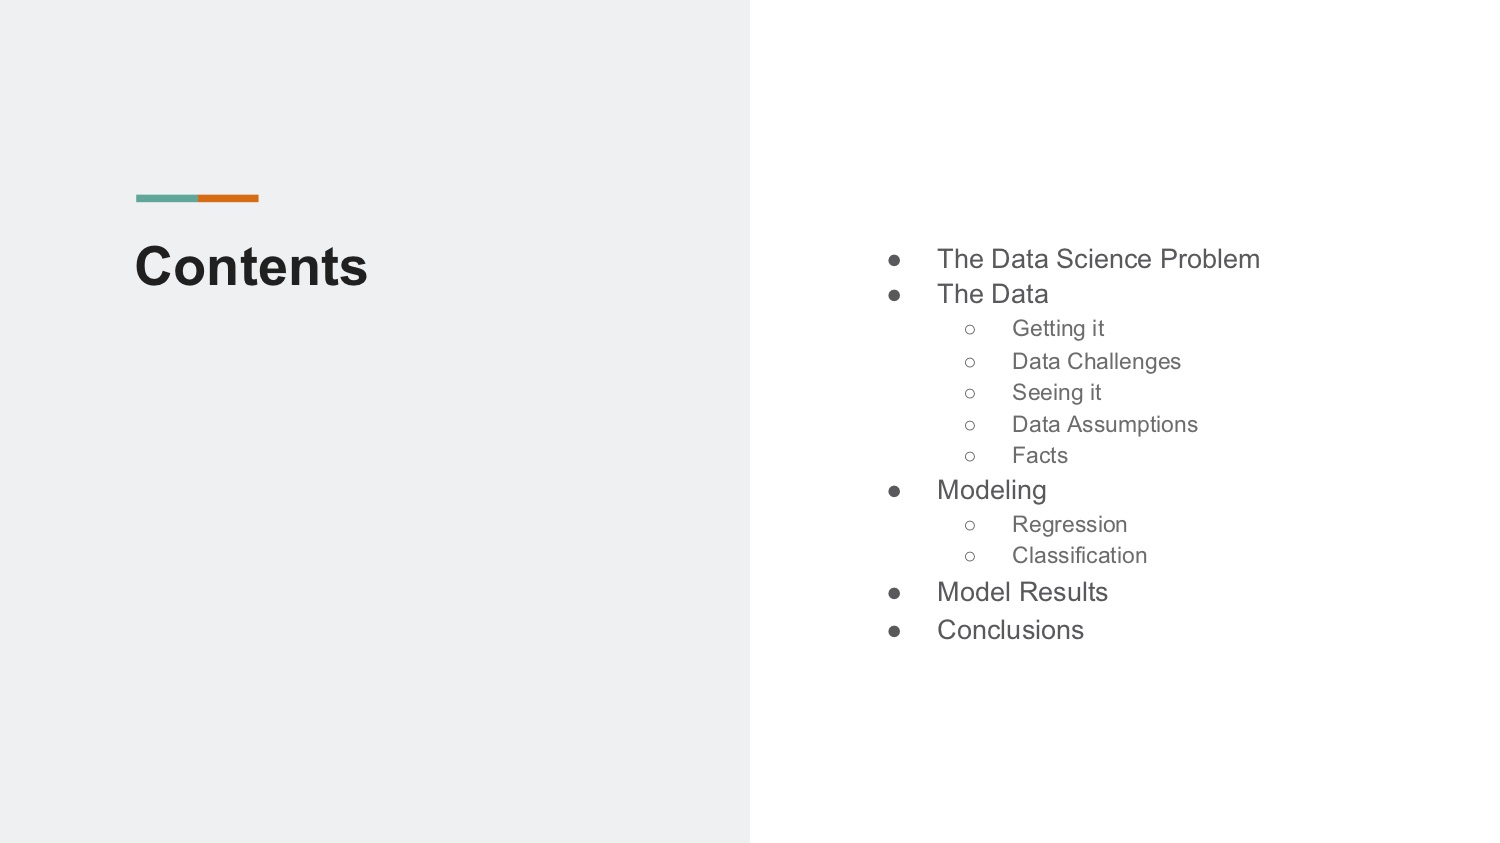 Contents
● The Data Science Problem
● The Data
○ Getting it
○ Data Challenges
○ Seeing it
○ Data Assumptions
○ Facts
● Modeling
○ Regression
○ Classification
● Model Results
● Conclusions